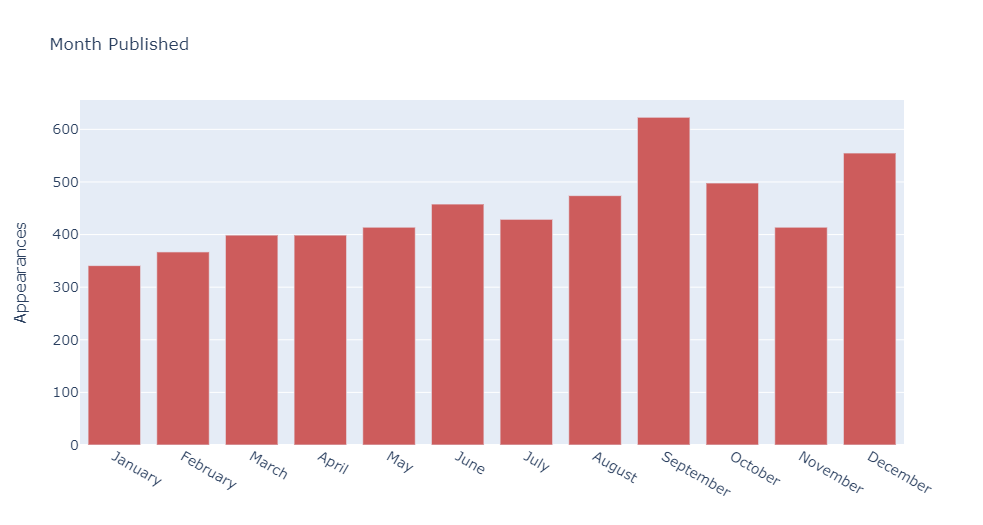 Month Published
Appearances
600
500
400
300
200
100
0
January
February
March
April
May
June
July
August
September
October
November
December